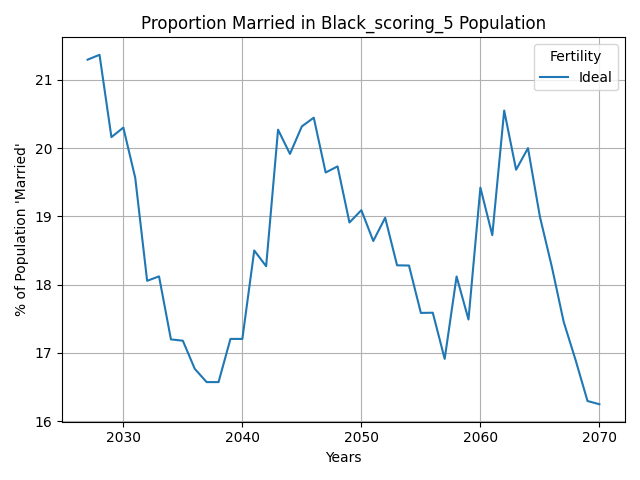 Proportion Married in Black_scoring_5 Population
Fertility
Ideal
% of Population 'Married'
21
20
19
18
17
16
2030
2040
2050
2060
2070
Years